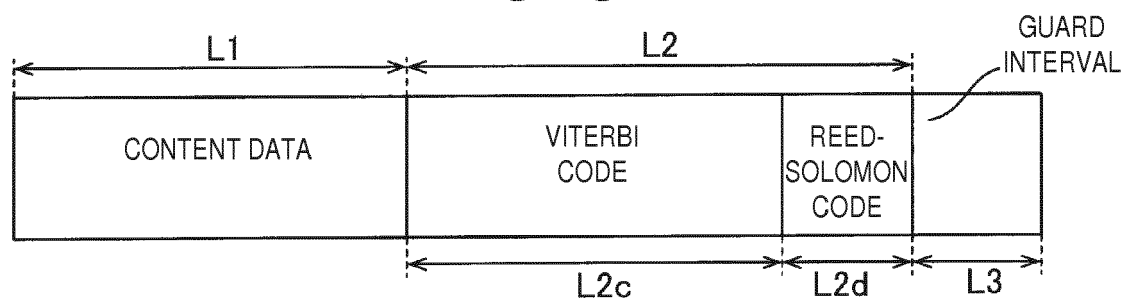 L1
L2
GUARD
INTERVAL
CONTENT DATA
VITERBI
CODE
REED-
SOLOMON
CODE
L2c
L2d
L3